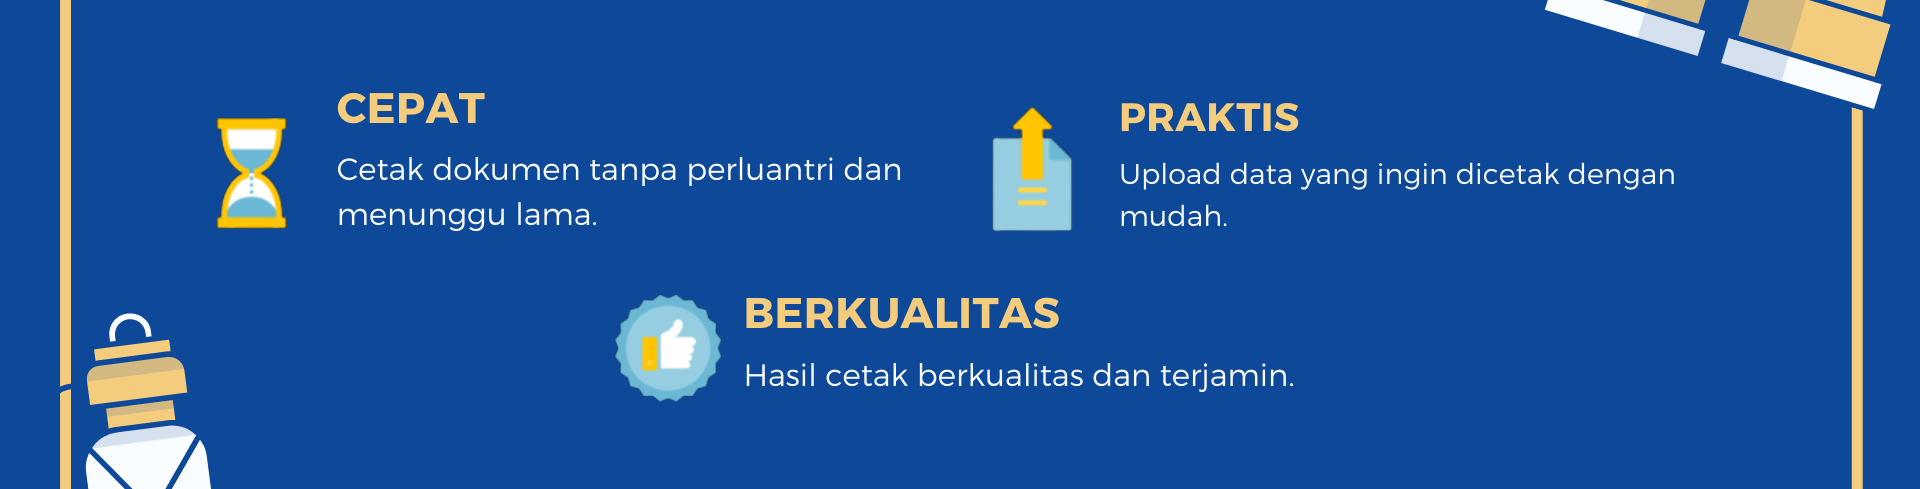 CEPAT
Cetak dokumen tanpa perluantri dan
menunggu lama.
PRAKTIS
Upload data yang ingin dicetak dengan
mudah.
BERKUALITAS
Hasil cetak berkualitas dan terjamin.